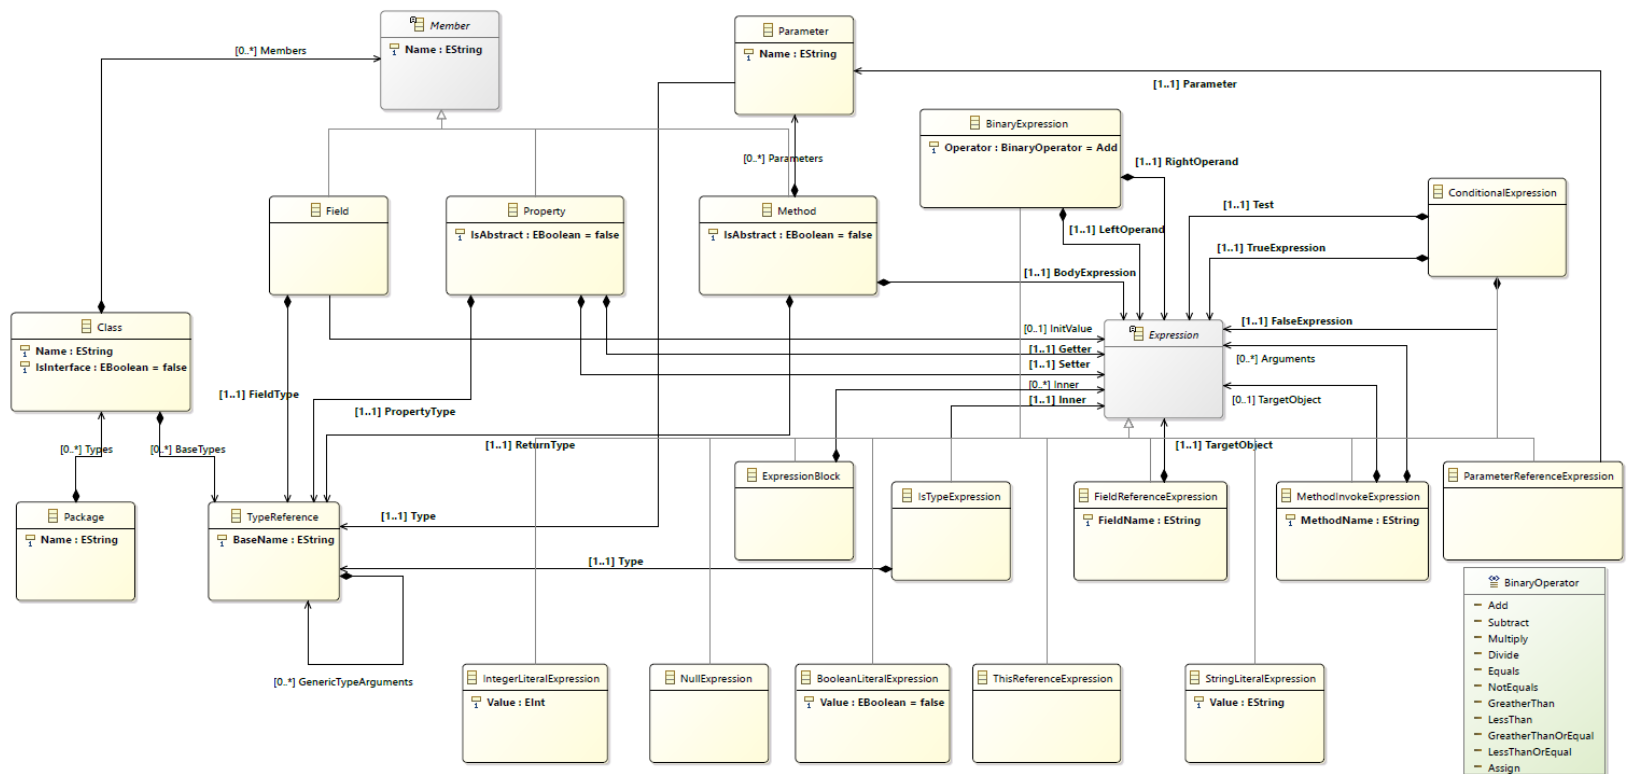 Member
Name : EString
Parameter
Name : EString
[0..*] Members
[1..1] Parameter
BinaryExpression
Operator : BinaryOperator = Add
[0..*] Parameters
[1..1] RightOperand
ConditionalExpression
Field
Property
IsAbstract : EBoolean = false
Method
IsAbstract : EBoolean = false
[1..1] Test
[1..1] LeftOperand
[1..1] TrueExpression
[1..1] BodyExpression
Class
Name : EString
IsInterface : EBoolean = false
[0..1] InitValue
Expression
[1..1] FalseExpression
[1..1] Getter
[0..*] Arguments
[1..1] Setter
[0..*] Inner
[1..1] Inner
[0..1] TargetObject
[1..1] FieldType
[1..1] PropertyType
[0..*] Types
[0..*] BaseTypes
[1..1] ReturnType
[1..1] TargetObject
ExpressionBlock
IsTypeExpression
FieldReferenceExpression
FieldName : EString
MethodInvokeExpression
MethodName : EString
ParameterReferenceExpression
Package
Name : EString
TypeReference
BaseName : EString
[1..1] Type
[1..1] Type
[0..*] GenericTypeArguments
IntegerLiteralExpression
Value : EInt
NullExpression
BooleanLiteralExpression
Value : EBoolean = false
ThisReferenceExpression
StringLiteralExpression
Value : EString
BinaryOperator
Add
Subtract
Multiply
Divide
Equals
NotEquals
GreatherThan
LessThan
GreatherThanOrEqual
LessThanOrEqual
Assign